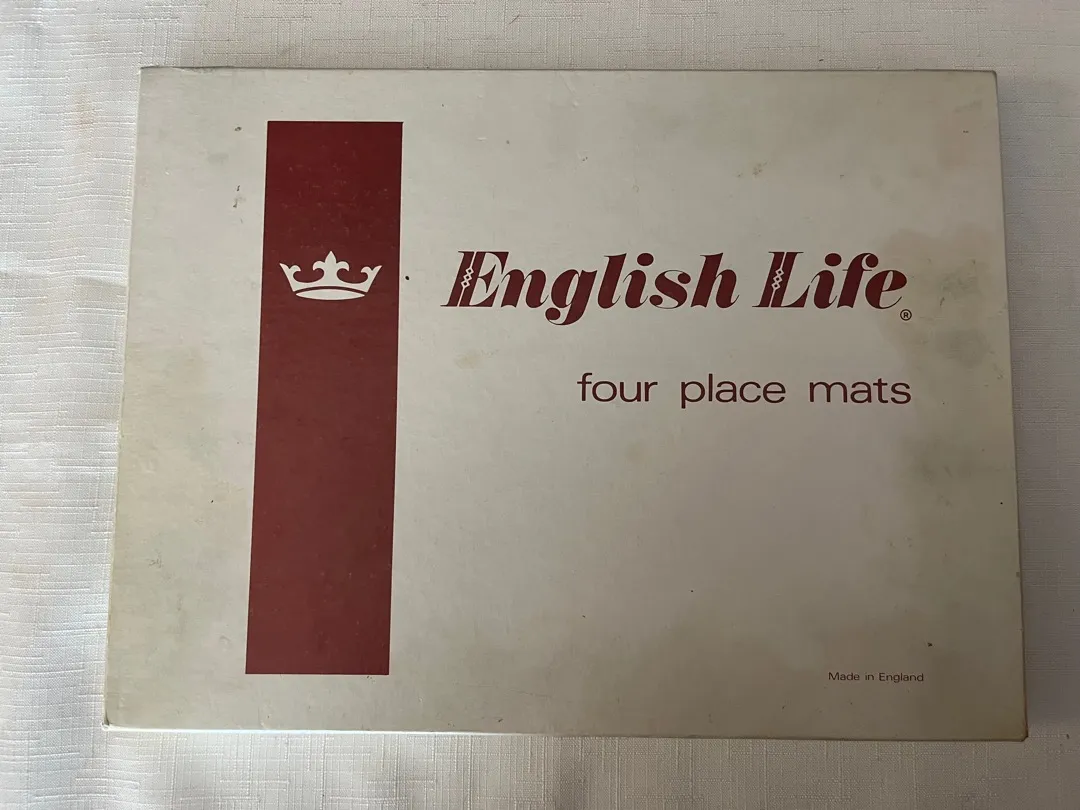 English Life®
four place mats
Made in England